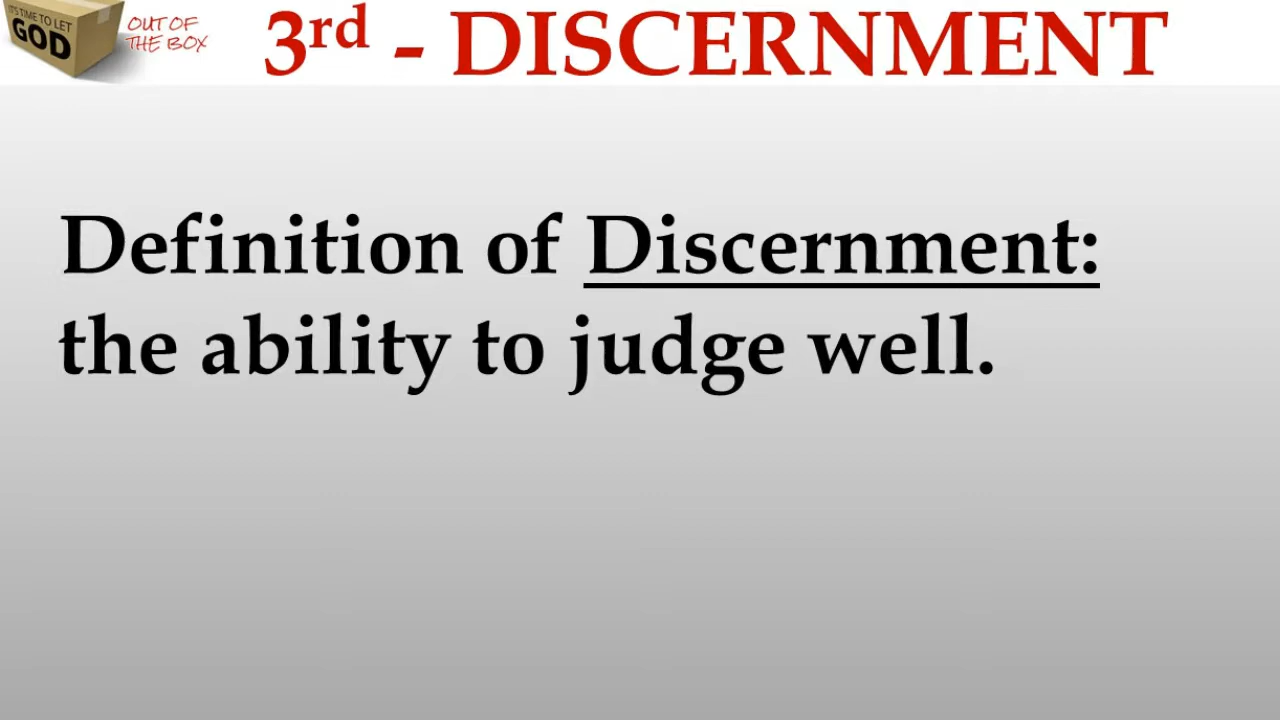 IT'S TIME TO LET
GOD
OUT OF
THE BOX
3rd - DISCERNMENT
Definition of Discernment:
the ability to judge well.